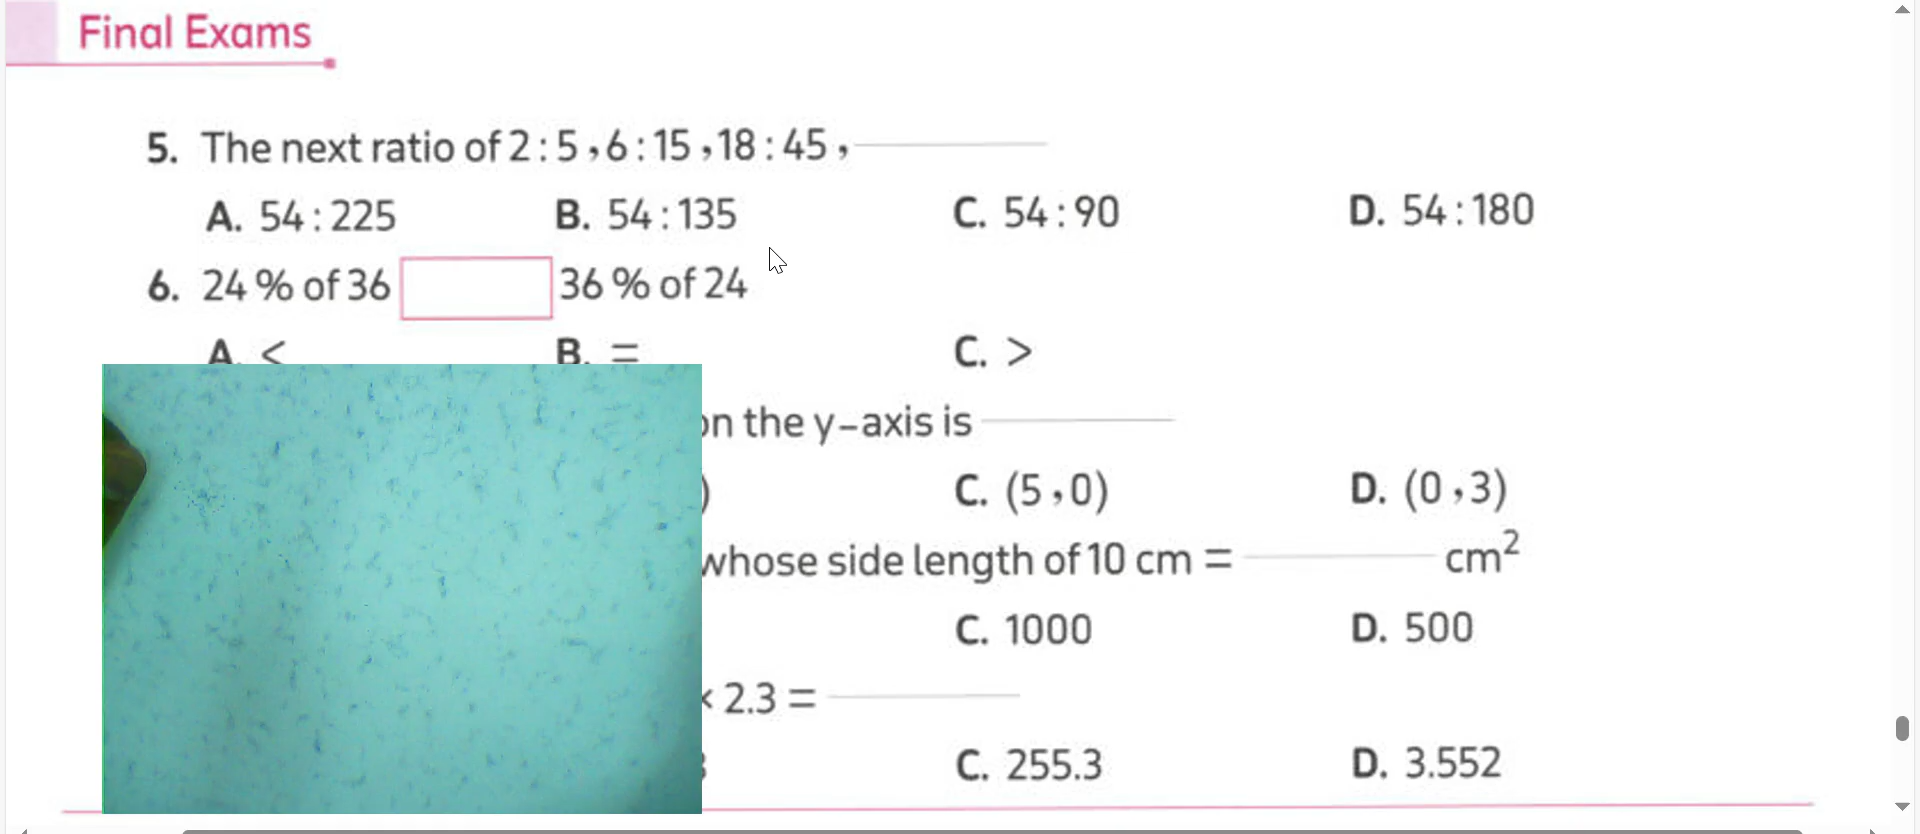 Final Exams
5. The next ratio of 2 : 5 , 6 : 15 , 18 : 45 ,
A. 54 : 225 B. 54 : 135 C. 54 : 90 D. 54 : 180
6. 24 % of 36 36 % of 24
A. < B. = C. >
on the y-axis is
) C. (5 , 0) D. (0 , 3)
whose side length of 10 cm = cm²
C. 1000 D. 500
× 2.3 =
C. 255.3 D. 3.552